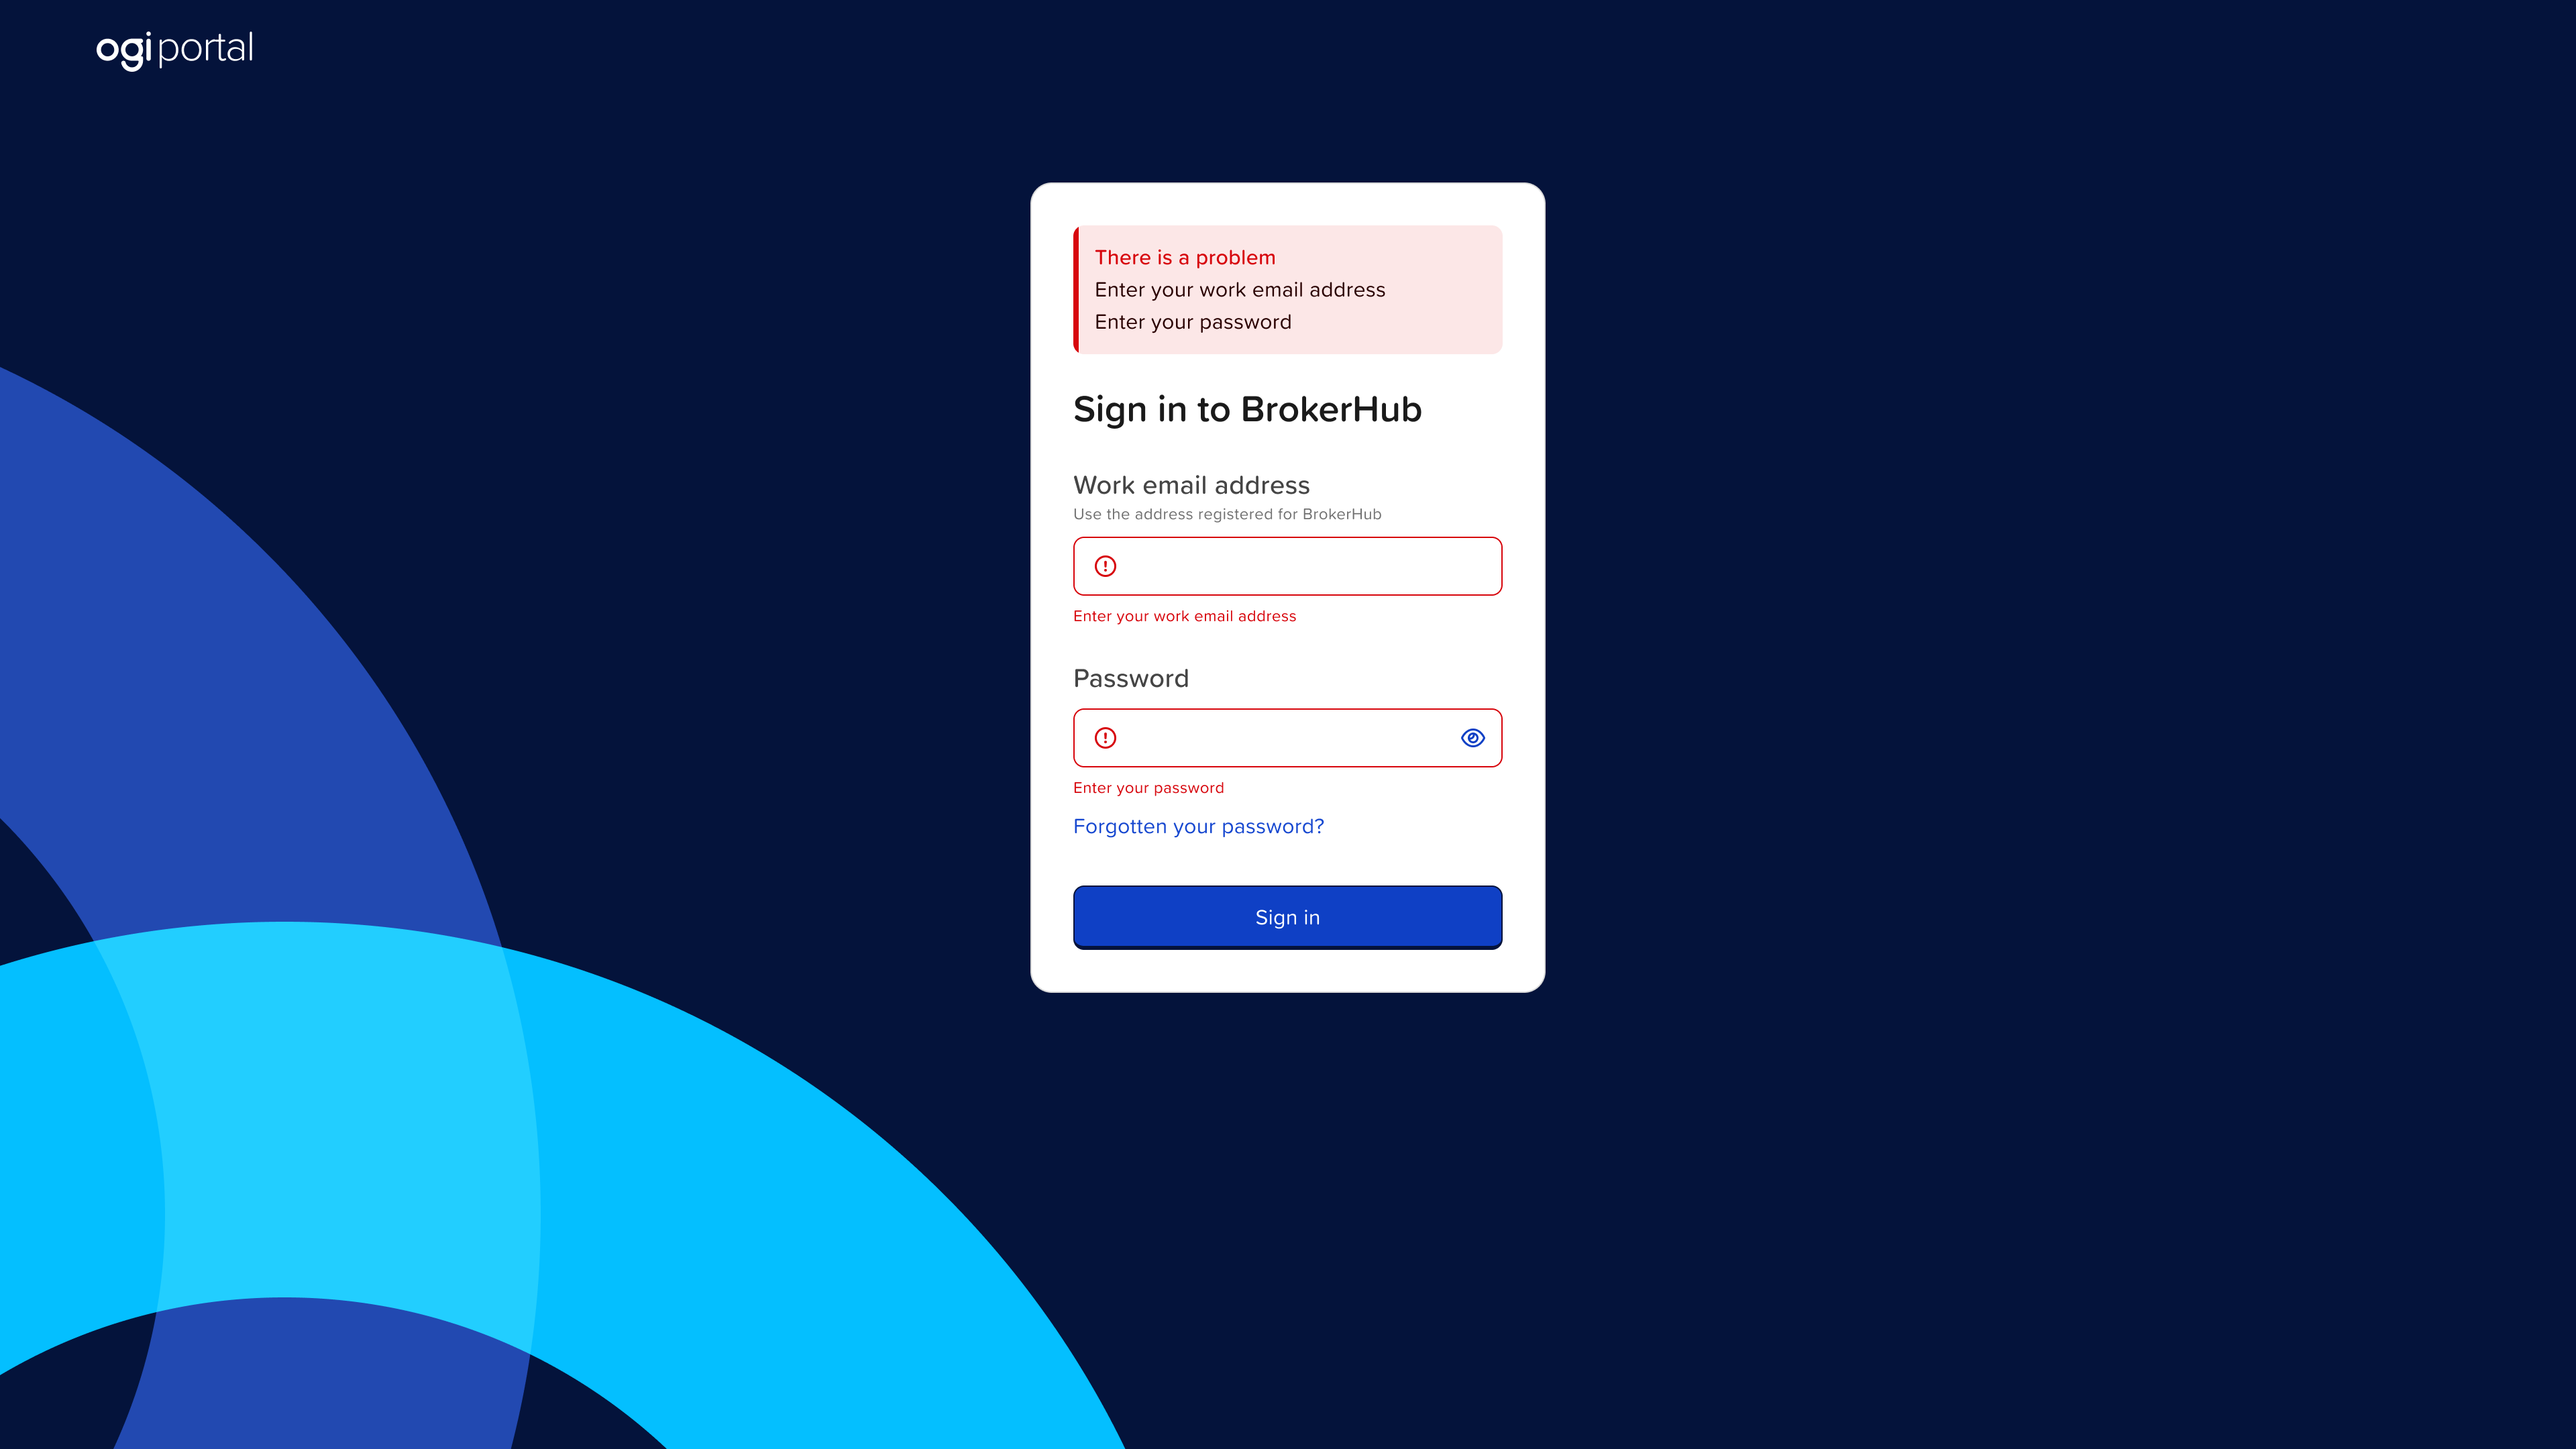 ogi portal
There is a problem
Enter your work email address
Enter your password
Sign in to BrokerHub
Work email address
Use the address registered for BrokerHub
Enter your work email address
Password
Enter your password
Forgotten your password?
Sign in